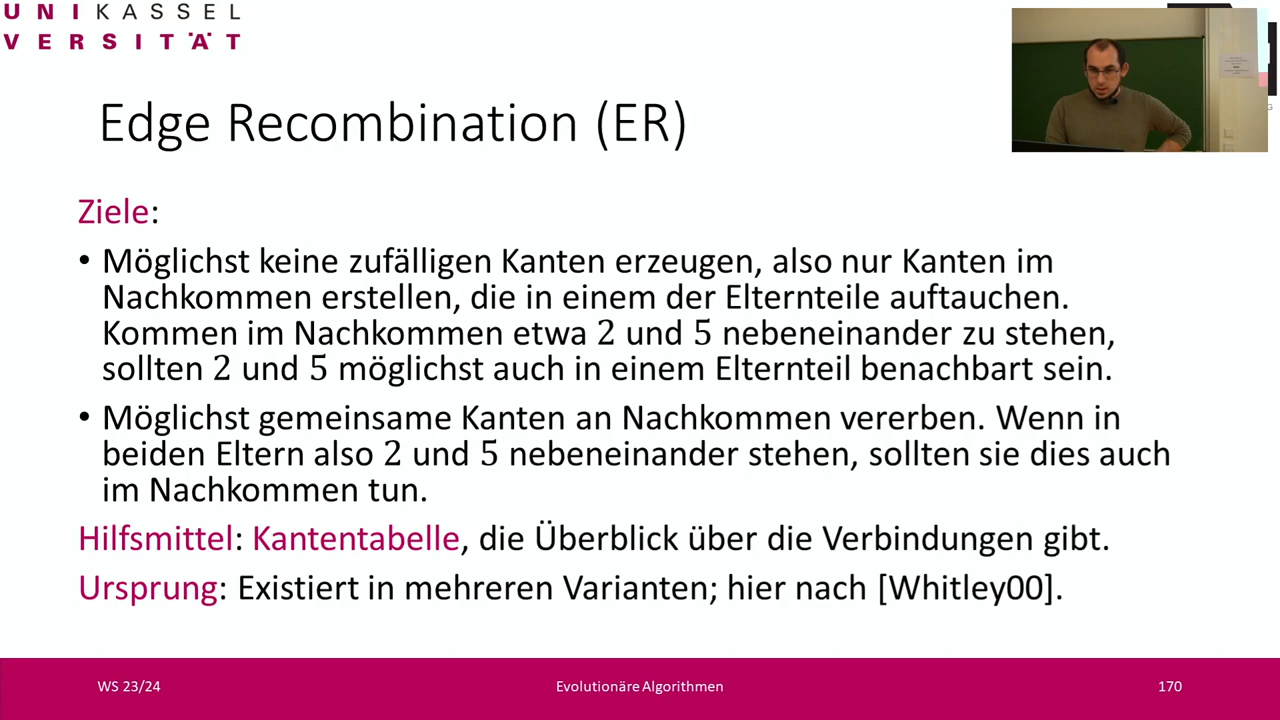 UNIKASSEL
VERSITÄT
Edge Recombination (ER)
Ziele:
• Möglichst keine zufälligen Kanten erzeugen, also nur Kanten im
Nachkommen erstellen, die in einem der Elternteile auftauchen.
Kommen im Nachkommen etwa 2 und 5 nebeneinander zu stehen,
sollten 2 und 5 möglichst auch in einem Elternteil benachbart sein.
• Möglichst gemeinsame Kanten an Nachkommen vererben. Wenn in
beiden Eltern also 2 und 5 nebeneinander stehen, sollten sie dies auch
im Nachkommen tun.
Hilfsmittel: Kantentabelle, die Überblick über die Verbindungen gibt.
Ursprung: Existiert in mehreren Varianten; hier nach [Whitley00].
WS 23/24
Evolutionäre Algorithmen
170